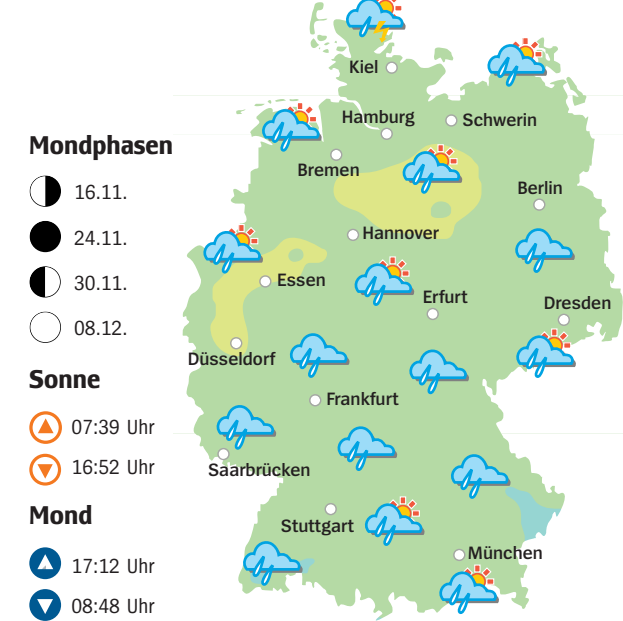 Mondphasen
16.11.
24.11.
30.11.
08.12.
Sonne
07:39 Uhr
16:52 Uhr
Mond
17:12 Uhr
08:48 Uhr
Kiel
Hamburg
Schwerin
Bremen
Berlin
Hannover
Essen
Erfurt
Dresden
Düsseldorf
Frankfurt
Saarbrücken
Stuttgart
München